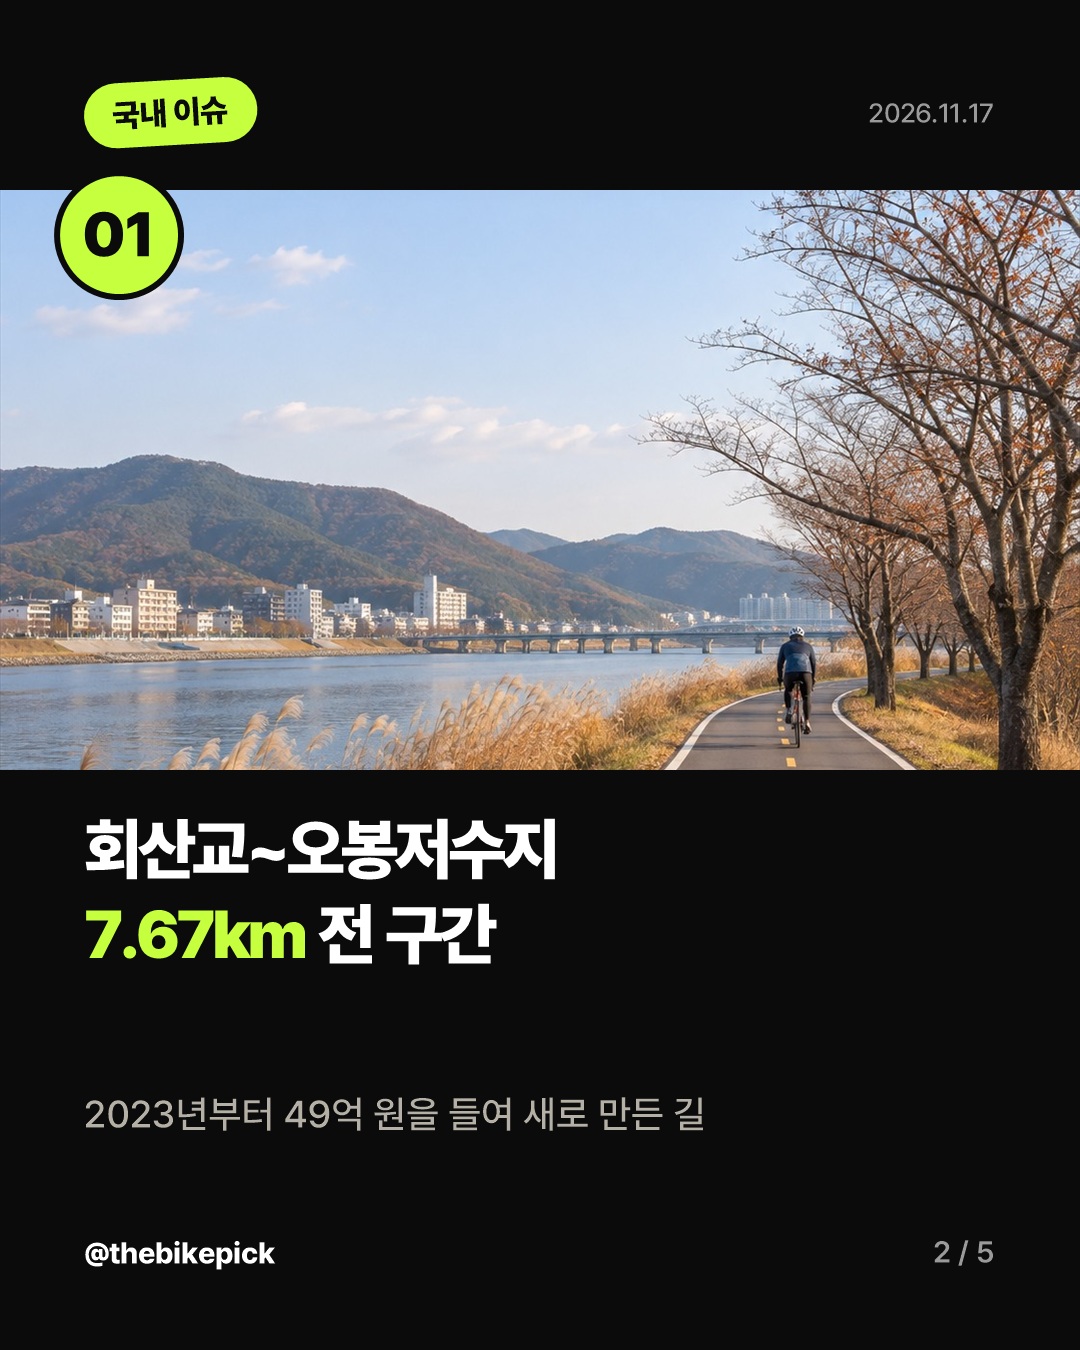 국내 이슈
2026.11.17
01
회산교~오봉저수지
7.67km 전 구간
2023년부터 49억 원을 들여 새로 만든 길
@thebikepick
2 / 5